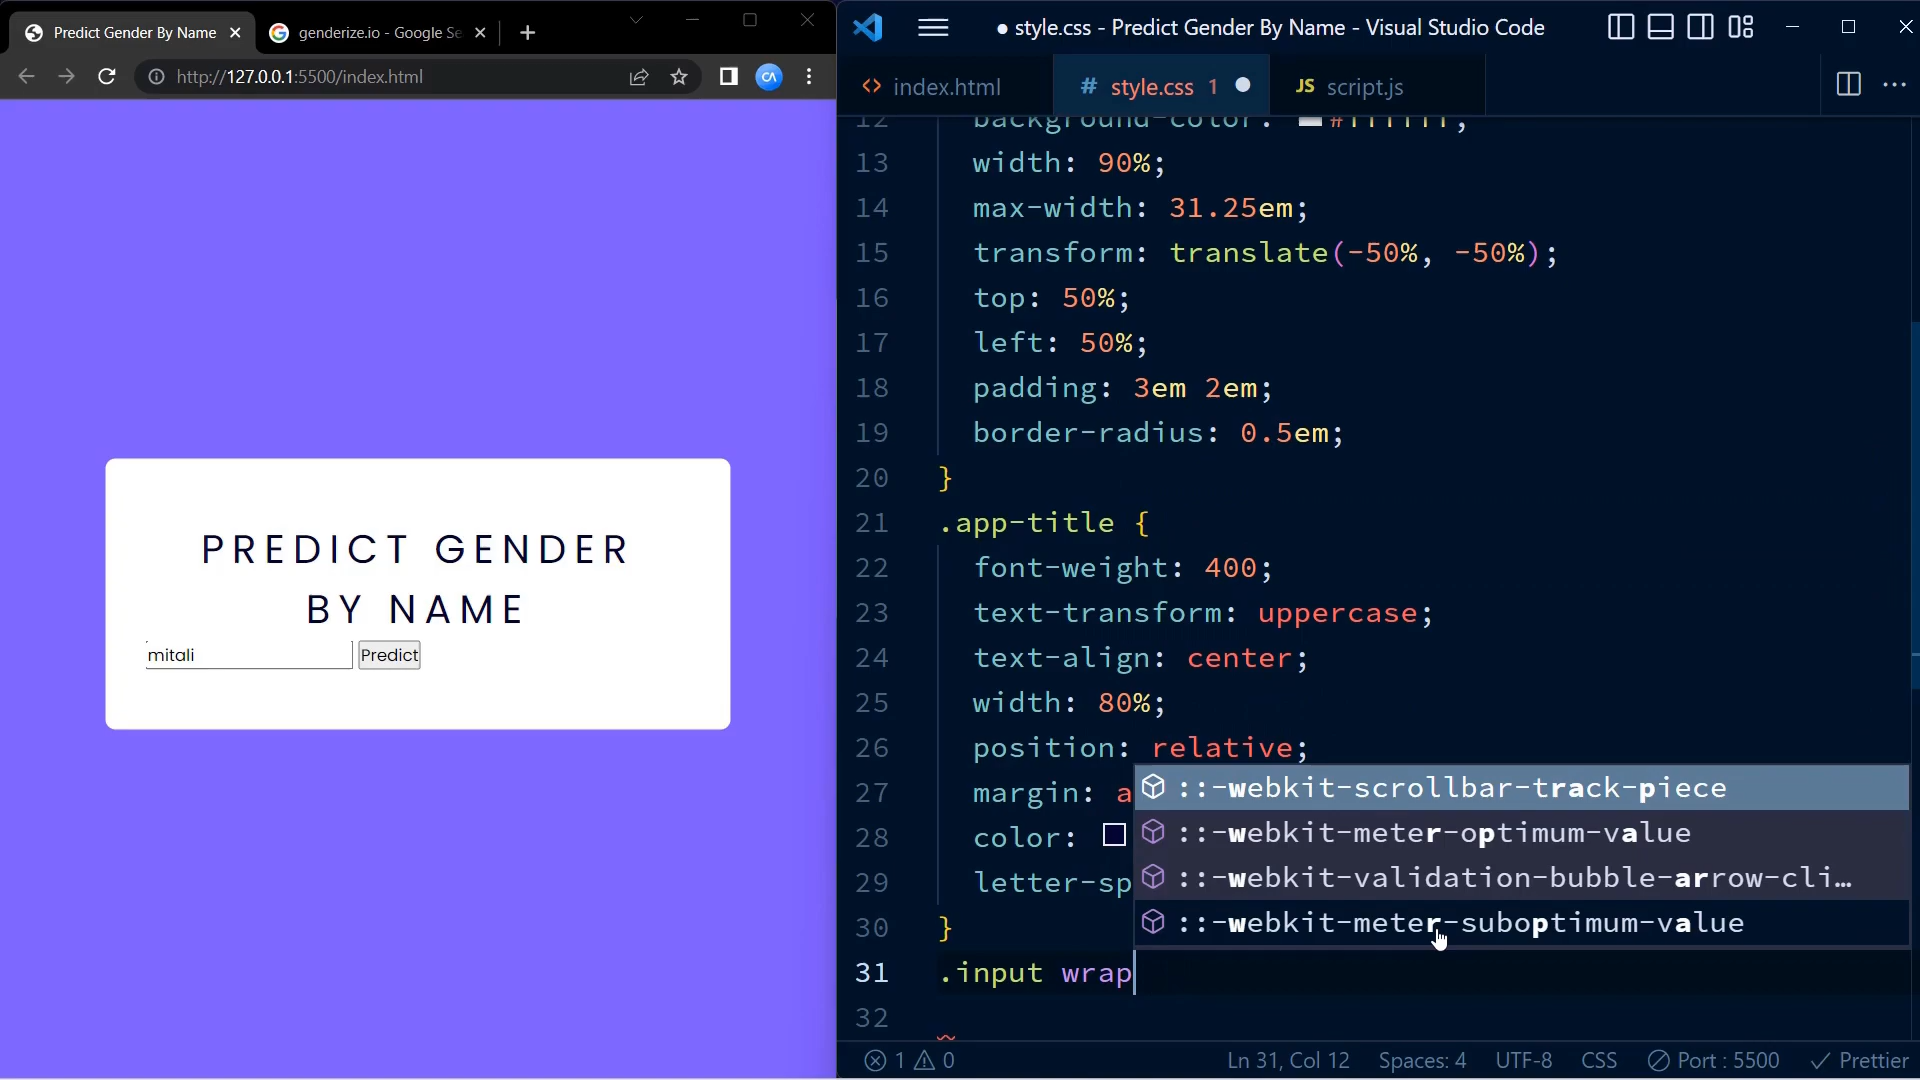 Predict Gender By Name
genderize.io - Google Se
http://127.0.0.1:5500/index.html
CA
PREDICT GENDER
BY NAME
mitali
Predict
● style.css - Predict Gender By Name - Visual Studio Code
<> index.html
# style.css 1
JS script.js
12 background-color: #ffffff;
13 width: 90%;
14 max-width: 31.25em;
15 transform: translate(-50%, -50%);
16 top: 50%;
17 left: 50%;
18 padding: 3em 2em;
19 border-radius: 0.5em;
20 }
21 .app-title {
22 font-weight: 400;
23 text-transform: uppercase;
24 text-align: center;
25 width: 80%;
26 position: relative;
27 margin: a
28 color:
29 letter-sp
30 }
31 .input wrap
32
::-webkit-scrollbar-track-piece
::-webkit-meter-optimum-value
::-webkit-validation-bubble-arrow-cli…
::-webkit-meter-suboptimum-value
1 0 Ln 31, Col 12 Spaces: 4 UTF-8 CSS Port : 5500 Prettier